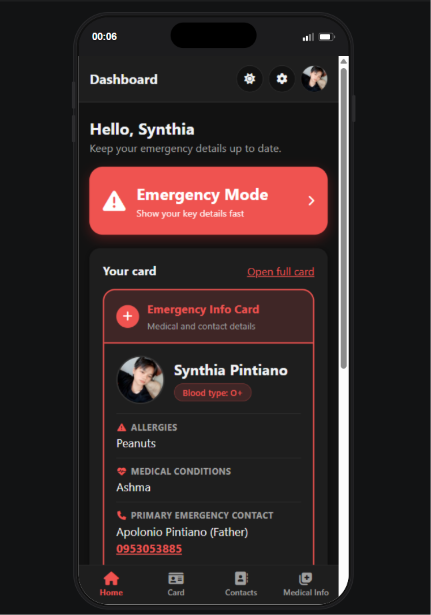 00:06
Dashboard
Hello, Synthia
Keep your emergency details up to date.
Emergency Mode
Show your key details fast
Your card
Open full card
Emergency Info Card
Medical and contact details
Synthia Pintiano
Blood type: O+
ALLERGIES
Peanuts
MEDICAL CONDITIONS
Ashma
PRIMARY EMERGENCY CONTACT
Apolonio Pintiano (Father)
0953053885
Home
Card
Contacts
Medical Info